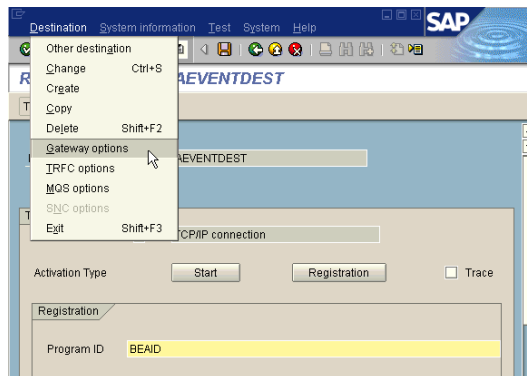 Destination System information Test System Help
SAP
Other destination
Change Ctrl+S
Create
Copy
Delete Shift+F2
Gateway options
TRFC options
MQS options
SNC options
Exit Shift+F3
R AEVENTDEST
T
AEVENTDEST
T
TCP/IP connection
Activation Type Start Registration Trace
Registration
Program ID BEAID